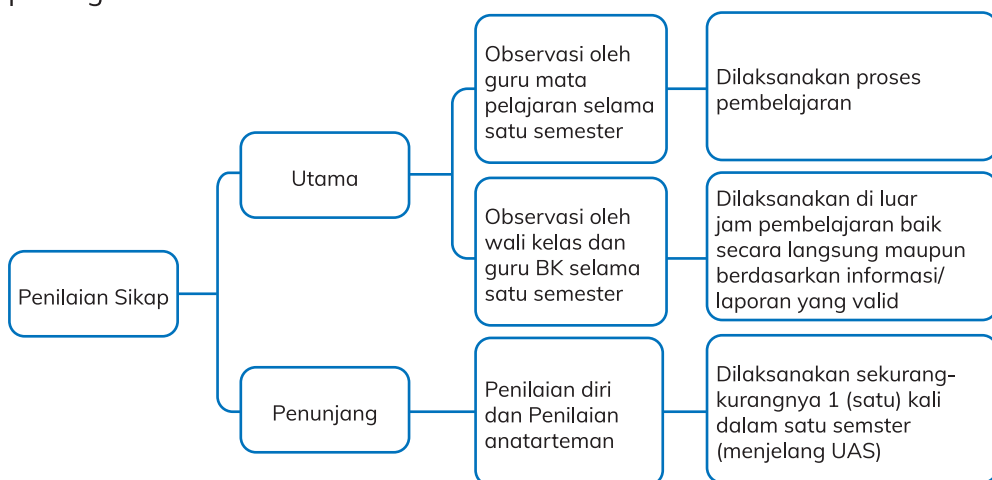 Penilaian Sikap
Utama
Observasi oleh
guru mata
pelajaran selama
satu semester
Dilaksanakan proses
pembelajaran
Observasi oleh
wali kelas dan
guru BK selama
satu semester
Dilaksanakan di luar
jam pembelajaran baik
secara langsung maupun
berdasarkan informasi/
laporan yang valid
Penunjang
Penilaian diri
dan Penilaian
anatarteman
Dilaksanakan sekurang-
kurangnya 1 (satu) kali
dalam satu semster
(menjelang UAS)